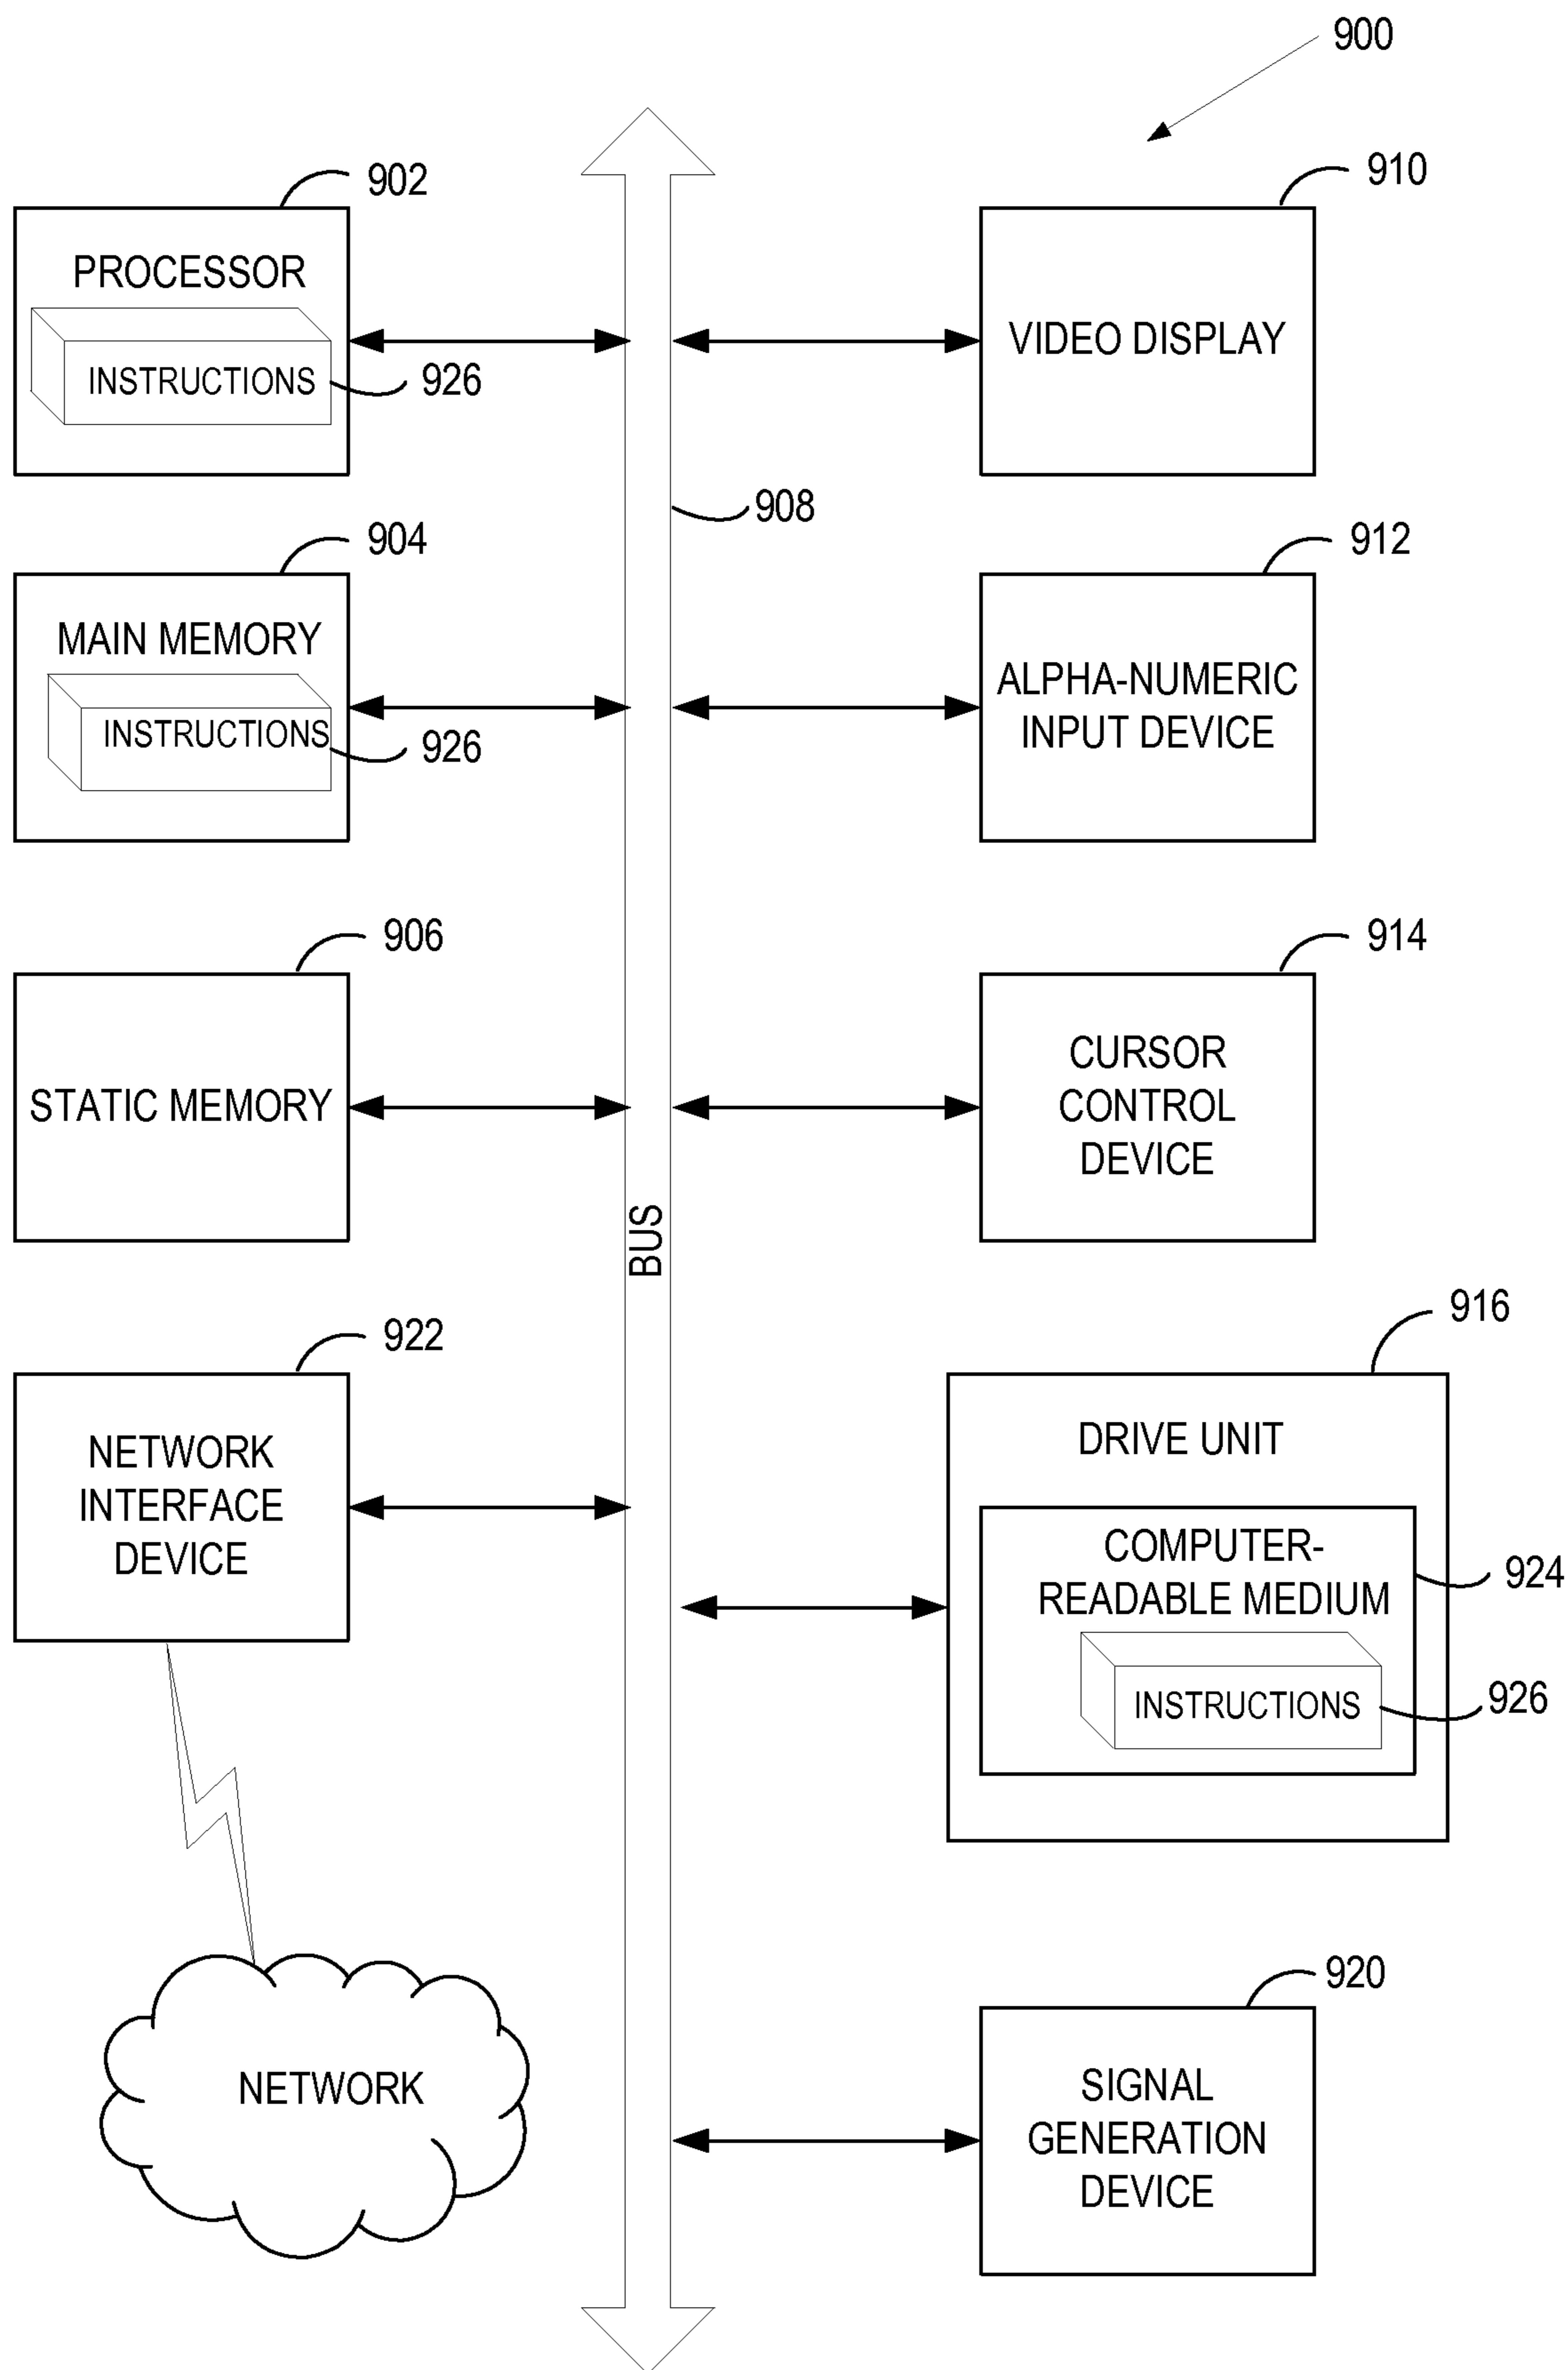 900
902
PROCESSOR
INSTRUCTIONS
926
910
VIDEO DISPLAY
908
904
MAIN MEMORY
INSTRUCTIONS
926
912
ALPHA-NUMERIC
INPUT DEVICE
906
STATIC MEMORY
914
CURSOR
CONTROL
DEVICE
BUS
922
NETWORK
INTERFACE
DEVICE
916
DRIVE UNIT
COMPUTER-
READABLE MEDIUM
924
INSTRUCTIONS
926
NETWORK
920
SIGNAL
GENERATION
DEVICE